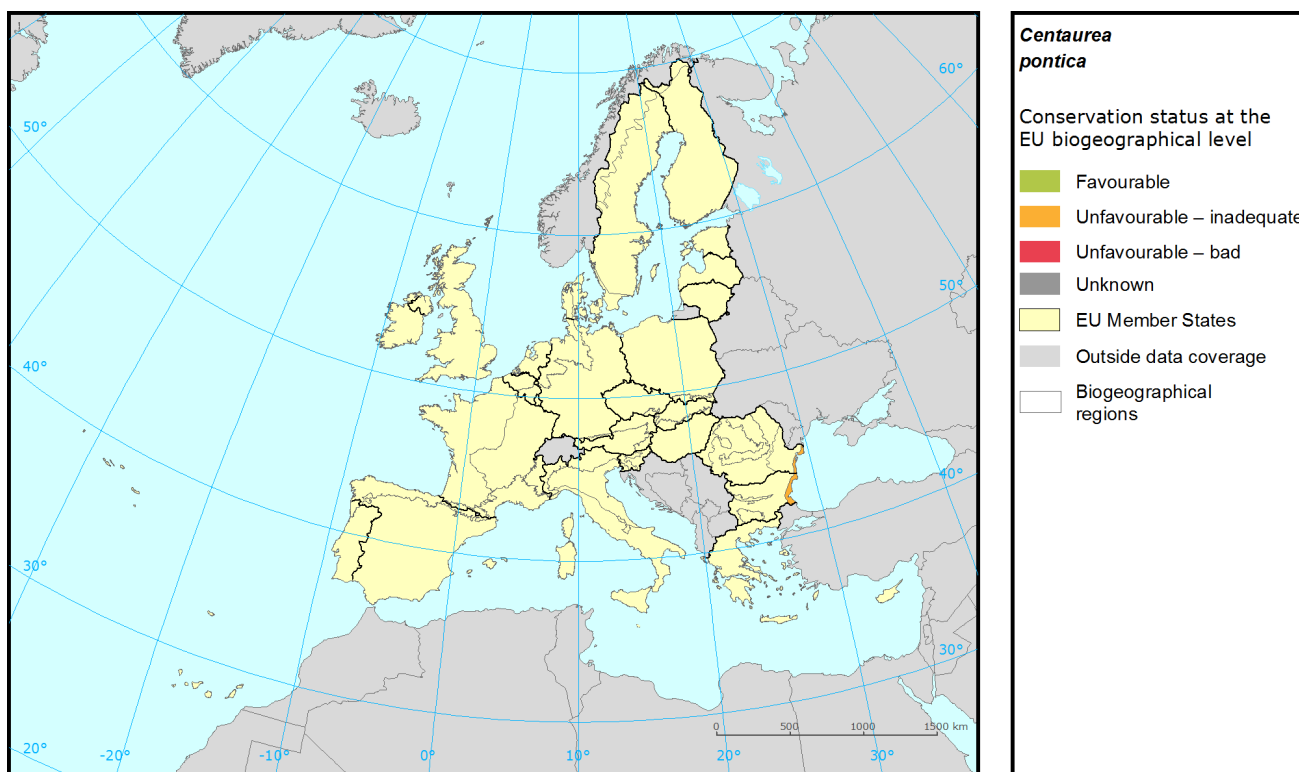 Centaurea
pontica
Conservation status at the
EU biogeographical level
Favourable
Unfavourable – inadequate
Unfavourable – bad
Unknown
EU Member States
Outside data coverage
Biogeographical
regions
60°
50°
50°
40°
40°
30°
30°
20°
-20°
-10°
0°
10°
20°
30°
0 500 1000 1500 km